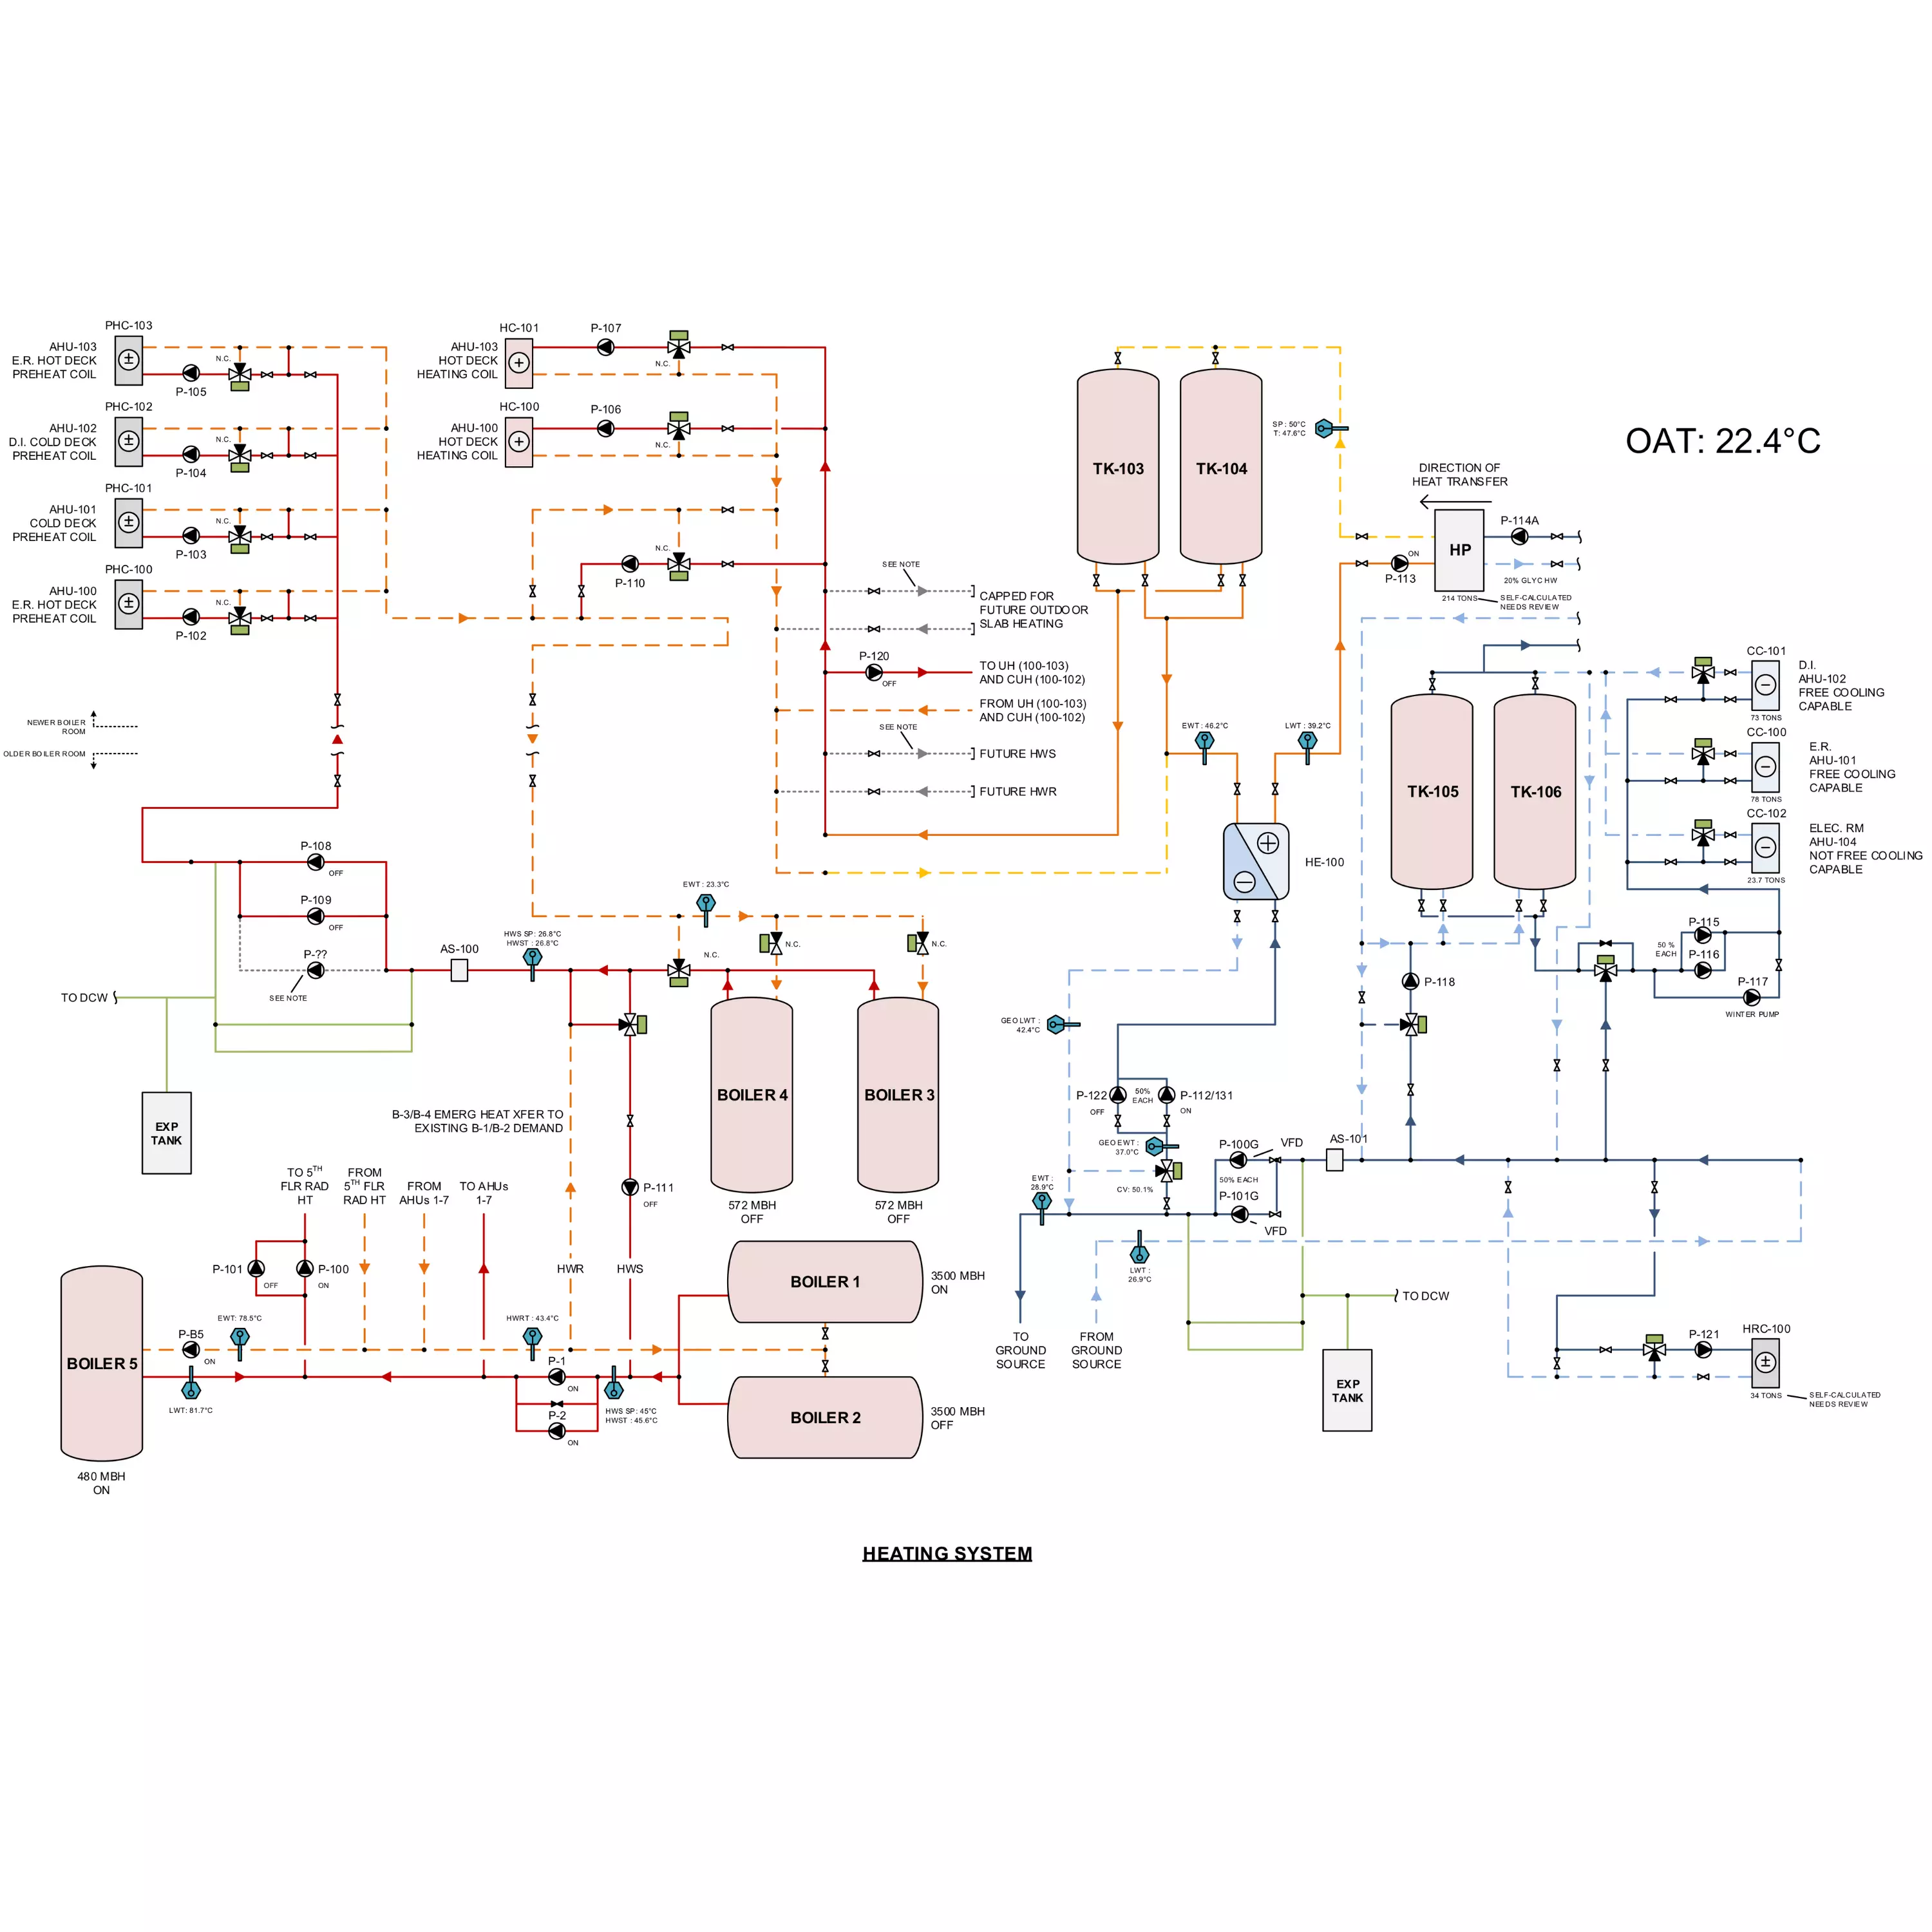 PHC-103
AHU-103
E.R. HOT DECK
PREHEAT COIL
N.C.
P-105
PHC-102
AHU-102
D.I. COLD DECK
PREHEAT COIL
N.C.
P-104
PHC-101
AHU-101
COLD DECK
PREHEAT COIL
N.C.
P-103
PHC-100
AHU-100
E.R. HOT DECK
PREHEAT COIL
N.C.
P-102
HC-101
P-107
AHU-103
HOT DECK
HEATING COIL
N.C.
HC-100
P-106
AHU-100
HOT DECK
HEATING COIL
N.C.
N.C.
P-110
SEE NOTE
CAPPED FOR
FUTURE OUTDOOR
SLAB HEATING
P-120
OFF
TO UH (100-103)
AND CUH (100-102)
FROM UH (100-103)
AND CUH (100-102)
SEE NOTE
FUTURE HWS
FUTURE HWR
NEWER BOILER
ROOM
OLDER BOILER ROOM
TK-103
TK-104
SP: 50°C
T: 47.6°C
OAT: 22.4°C
DIRECTION OF
HEAT TRANSFER
P-114A
HP
ON
P-113
20% GLYC HW
214 TONS
SELF-CALCULATED
NEEDS REVIEW
EWT: 46.2°C
LWT: 39.2°C
HE-100
CC-101
D.I.
AHU-102
FREE COOLING
CAPABLE
73 TONS
CC-100
E.R.
AHU-101
FREE COOLING
CAPABLE
78 TONS
CC-102
ELEC. RM
AHU-104
NOT FREE COOLING
CAPABLE
23.7 TONS
TK-105
TK-106
P-115
50 %
EACH
P-116
P-117
WINTER PUMP
P-118
P-108
OFF
P-109
OFF
P-??
SEE NOTE
TO DCW
EXP
TANK
AS-100
HWS SP: 26.8°C
HWST : 26.8°C
EWT : 23.3°C
N.C.
N.C.
N.C.
BOILER 4
572 MBH
OFF
BOILER 3
572 MBH
OFF
B-3/B-4 EMERG HEAT XFER TO
EXISTING B-1/B-2 DEMAND
P-111
OFF
HWR
HWS
GEO LWT :
42.4°C
P-122
OFF
50%
EACH
P-112/131
ON
GEO EWT :
37.0°C
CV: 50.1%
EWT :
28.9°C
P-100G
VFD
50% EACH
P-101G
VFD
AS-101
LWT :
26.9°C
TO
GROUND
SOURCE
FROM
GROUND
SOURCE
TO DCW
EXP
TANK
P-121
HRC-100
34 TONS
SELF-CALCULATED
NEEDS REVIEW
TO 5TH
FLR RAD
HT
FROM
5TH FLR
RAD HT
FROM
AHUs 1-7
TO AHUs
1-7
P-101
OFF
P-100
ON
BOILER 5
480 MBH
ON
P-B5
ON
EWT: 78.5°C
LWT: 81.7°C
HWRT : 43.4°C
P-1
ON
P-2
ON
HWS SP: 45°C
HWST : 45.6°C
BOILER 1
3500 MBH
ON
BOILER 2
3500 MBH
OFF
HEATING SYSTEM